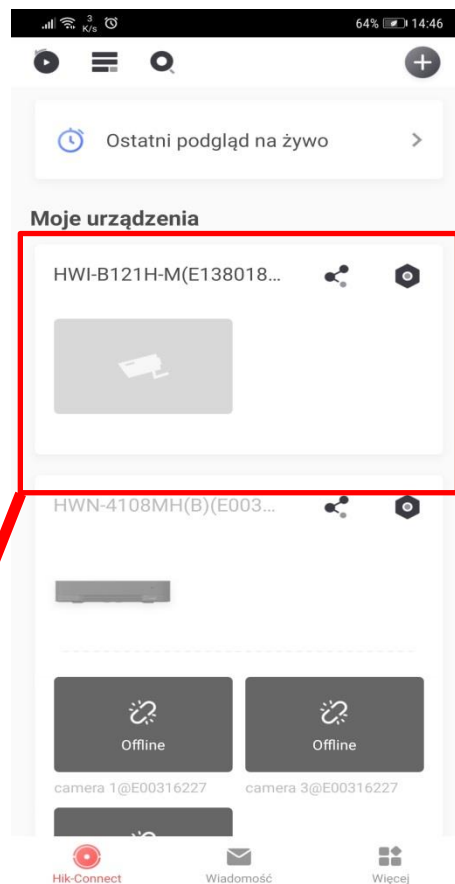 3 K/s 64% 14:46
Ostatni podgląd na żywo
Moje urządzenia
HWI-B121H-M(E138018...
HWN-4108MH(B)(E003...
Offline Offline
camera 1@E00316227 camera 3@E00316227
Hik-Connect Wiadomość Więcej